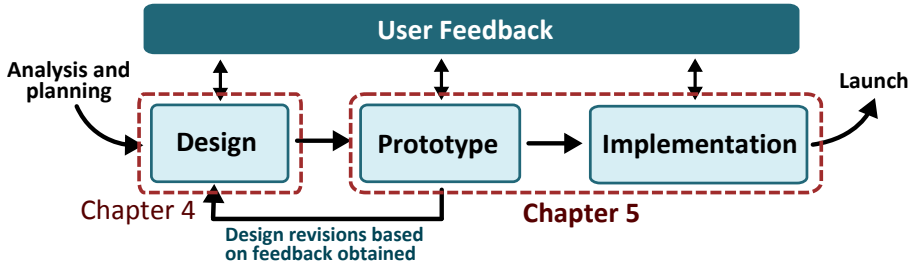 User Feedback
Analysis and
planning
Launch
Design
Prototype
Implementation
Chapter 4
Chapter 5
Design revisions based
on feedback obtained